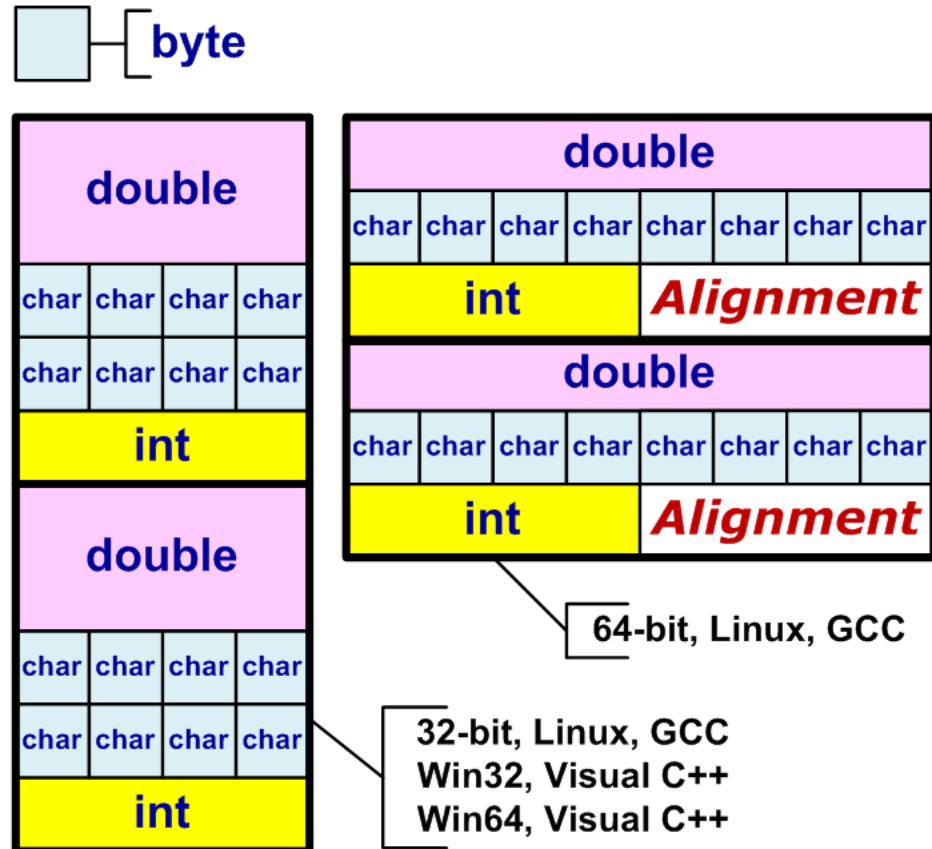 byte
double
char char char char
char char char char
int
double
char char char char
char char char char
int
double
char char char char char char char char
int Alignment
double
char char char char char char char char
int Alignment
64-bit, Linux, GCC
32-bit, Linux, GCC
Win32, Visual C++
Win64, Visual C++